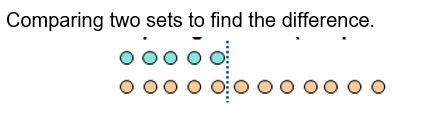 Comparing two sets to find the difference.